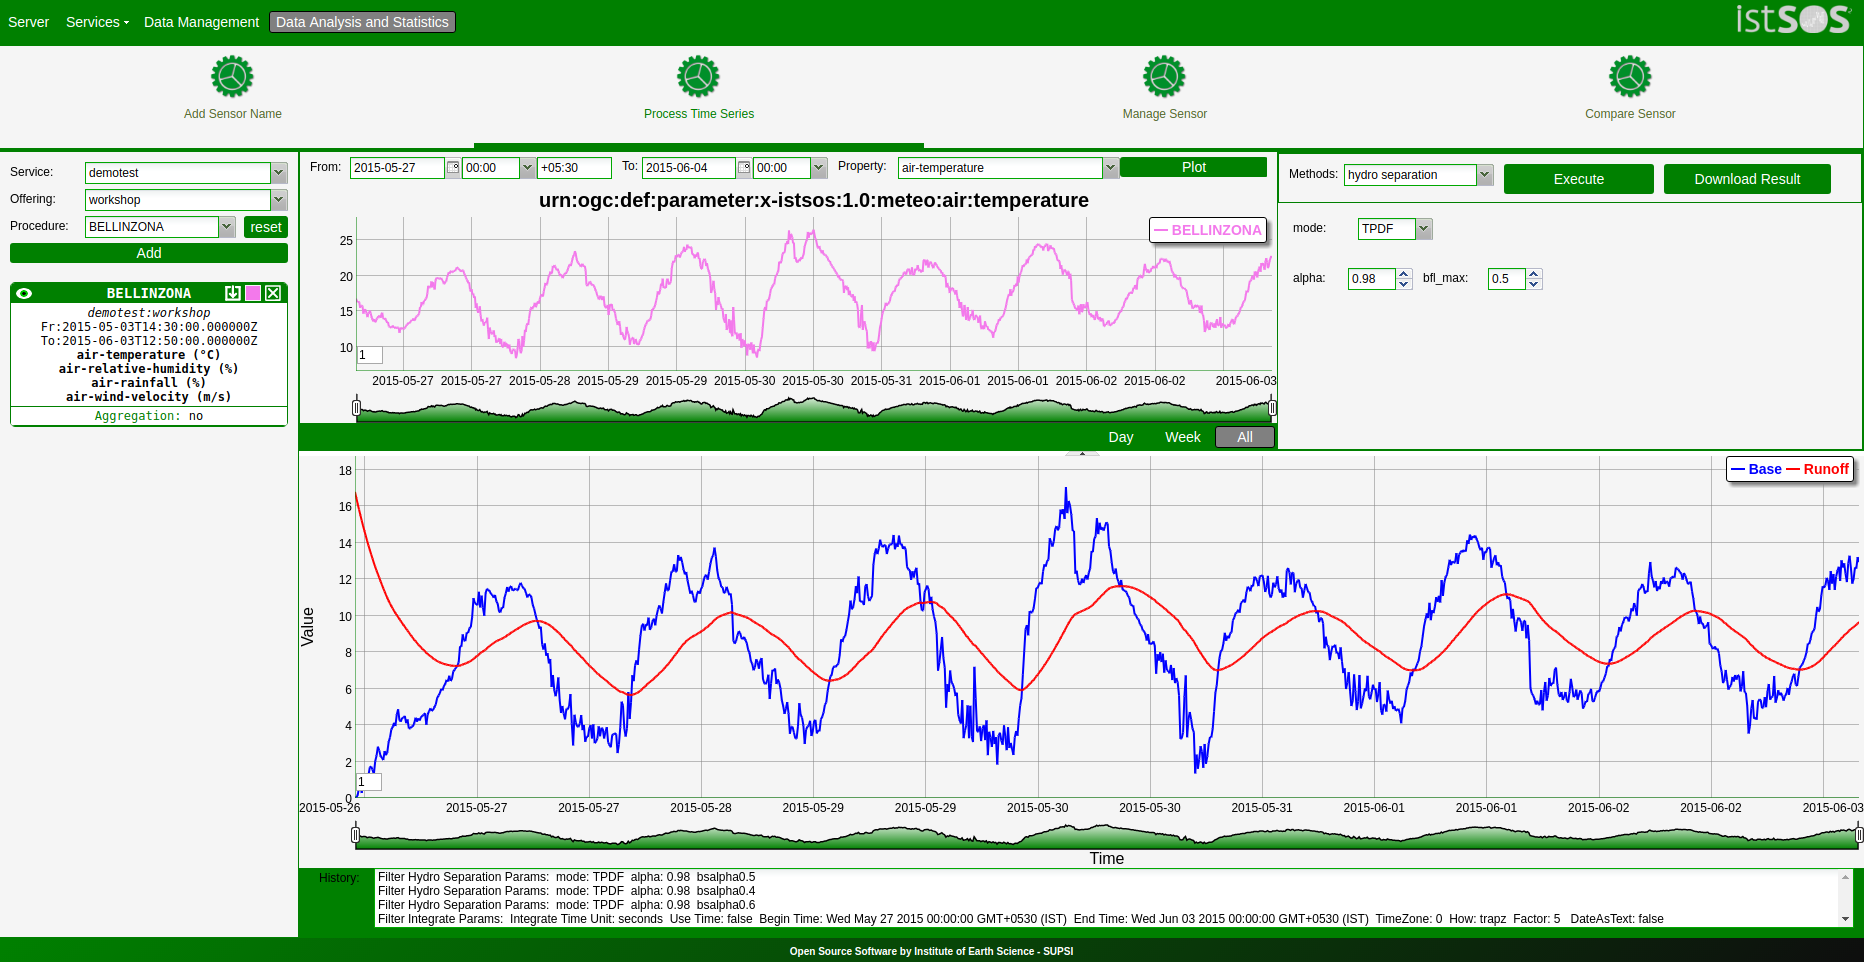 Server Services Data Management Data Analysis and Statistics istSOS
Add Sensor Name Process Time Series Manage Sensor Compare Sensor
Service: demotest
Offering: workshop
Procedure: BELLINZONA reset
Add
BELLINZONA
demotest:workshop
Fr:2015-05-03T14:30:00.000000Z
To:2015-06-03T12:50:00.000000Z
air-temperature (°C)
air-relative-humidity (%)
air-rainfall (%)
air-wind-velocity (m/s)
Aggregation: no
From: 2015-05-27 00:00 +05:30 To: 2015-06-04 00:00 Property: air-temperature Plot
urn:ogc:def:parameter:x-istsos:1.0:meteo:air:temperature
BELLINZONA
25
20
15
10
1
2015-05-27 2015-05-27 2015-05-28 2015-05-29 2015-05-29 2015-05-30 2015-05-30 2015-05-31 2015-06-01 2015-06-01 2015-06-02 2015-06-02 2015-06-03
Day Week All
Methods: hydro separation Execute Download Result
mode: TPDF
alpha: 0.98 bfl_max: 0.5
Base Runoff
18
16
14
12
10
8
6
4
2
0
Value
1
2015-05-26 2015-05-27 2015-05-27 2015-05-28 2015-05-29 2015-05-29 2015-05-30 2015-05-30 2015-05-31 2015-06-01 2015-06-01 2015-06-02 2015-06-02 2015-06-03
Time
History: Filter Hydro Separation Params: mode: TPDF alpha: 0.98 bsalpha0.5
Filter Hydro Separation Params: mode: TPDF alpha: 0.98 bsalpha0.4
Filter Hydro Separation Params: mode: TPDF alpha: 0.98 bsalpha0.6
Filter Integrate Params: Integrate Time Unit: seconds Use Time: false Begin Time: Wed May 27 2015 00:00:00 GMT+0530 (IST) End Time: Wed Jun 03 2015 00:00:00 GMT+0530 (IST) TimeZone: 0 How: trapz Factor: 5 DateAsText: false
Open Source Software by Institute of Earth Science - SUPSI